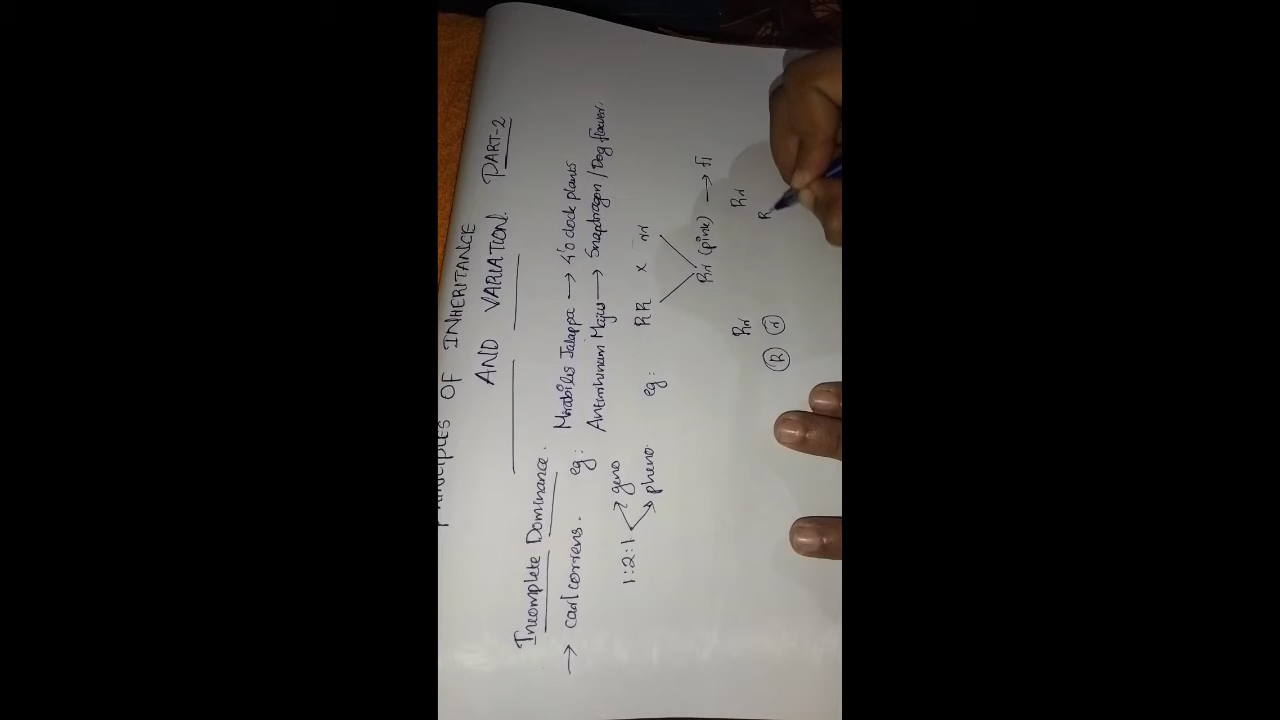 PRINCIPLES OF INHERITANCE
AND VARIATION PART-2
Incomplete Dominance.
→ carl correns. eg: Mirabilis Jalappa → 4'o clock plants
Antirrhinum Majus → Snapdragon / Dog flower.
1:2:1 → geno
→ pheno.
eg: RR x rr
Rr (pink) → F1
Rr Rr
R r R